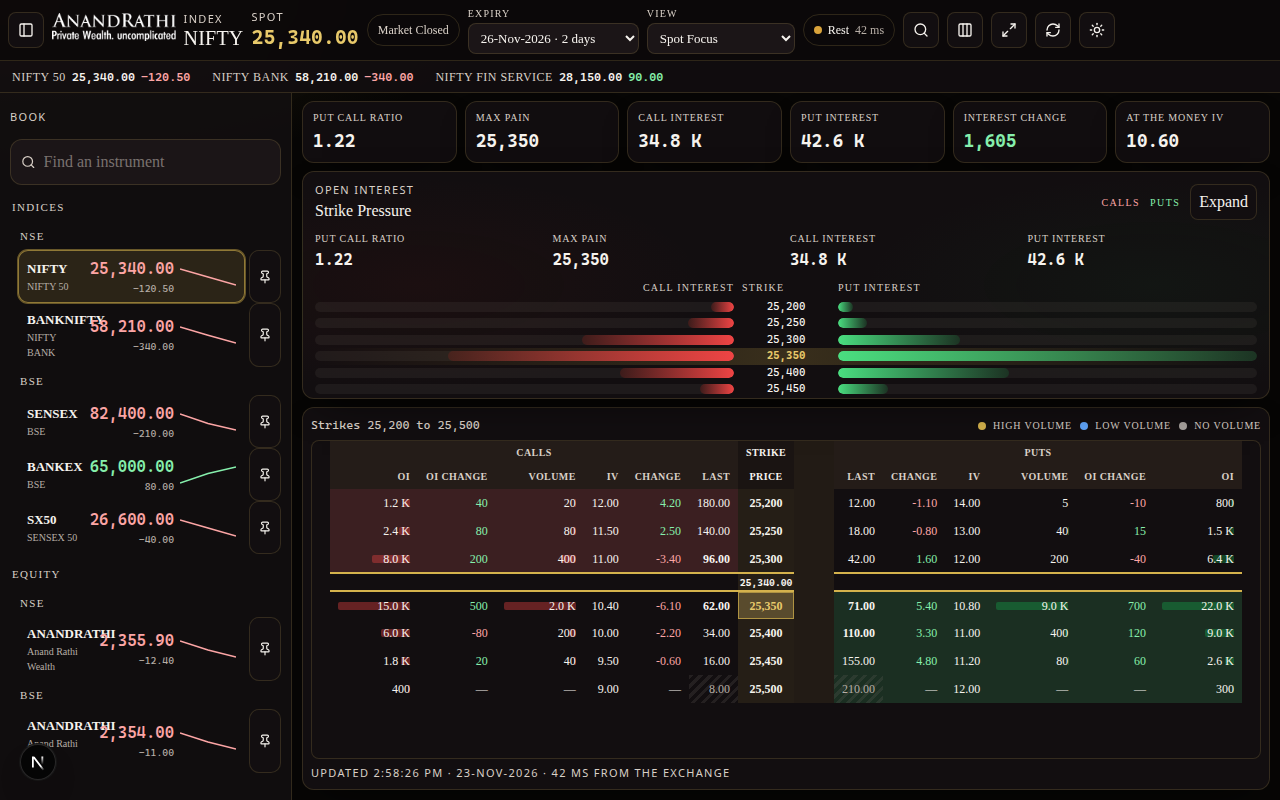 ANANDRATHI
Private Wealth. uncomplicated
INDEX
NIFTY
SPOT
25,340.00
Market Closed
EXPIRY
26-Nov-2026 · 2 days
VIEW
Spot Focus
Rest 42 ms
NIFTY 50 25,340.00 −120.50 NIFTY BANK 58,210.00 −340.00 NIFTY FIN SERVICE 28,150.00 90.00
BOOK
Find an instrument
INDICES
NSE
NIFTY 25,340.00
NIFTY 50 −120.50
BANKNIFTY 58,210.00
NIFTY BANK −340.00
BSE
SENSEX 82,400.00
BSE −210.00
BANKEX 65,000.00
BSE 80.00
SX50 26,600.00
SENSEX 50 −40.00
EQUITY
NSE
ANANDRATHI 2,355.90
Anand Rathi Wealth −12.40
BSE
ANANDRATHI 2,354.00
Anand Rathi −11.00
N
PUT CALL RATIO
1.22
MAX PAIN
25,350
CALL INTEREST
34.8 K
PUT INTEREST
42.6 K
INTEREST CHANGE
1,605
AT THE MONEY IV
10.60
OPEN INTEREST
Strike Pressure
CALLS PUTS Expand
PUT CALL RATIO MAX PAIN CALL INTEREST PUT INTEREST
1.22 25,350 34.8 K 42.6 K
CALL INTEREST STRIKE PUT INTEREST
25,200
25,250
25,300
25,350
25,400
25,450
Strikes 25,200 to 25,500 HIGH VOLUME LOW VOLUME NO VOLUME
CALLS STRIKE PUTS
OI OI CHANGE VOLUME IV CHANGE LAST PRICE LAST CHANGE IV VOLUME OI CHANGE OI
1.2 K 40 20 12.00 4.20 180.00 25,200 12.00 -1.10 14.00 5 -10 800
2.4 K 80 80 11.50 2.50 140.00 25,250 18.00 -0.80 13.00 40 15 1.5 K
8.0 K 200 400 11.00 -3.40 96.00 25,300 42.00 1.60 12.00 200 -40 6.4 K
25,340.00
15.0 K 500 2.0 K 10.40 -6.10 62.00 25,350 71.00 5.40 10.80 9.0 K 700 22.0 K
6.0 K -80 200 10.00 -2.20 34.00 25,400 110.00 3.30 11.00 400 120 9.0 K
1.8 K 20 40 9.50 -0.60 16.00 25,450 155.00 4.80 11.20 80 60 2.6 K
400 — — 9.00 — 8.00 25,500 210.00 — 12.00 — — 300
UPDATED 2:58:26 PM · 23-NOV-2026 · 42 MS FROM THE EXCHANGE